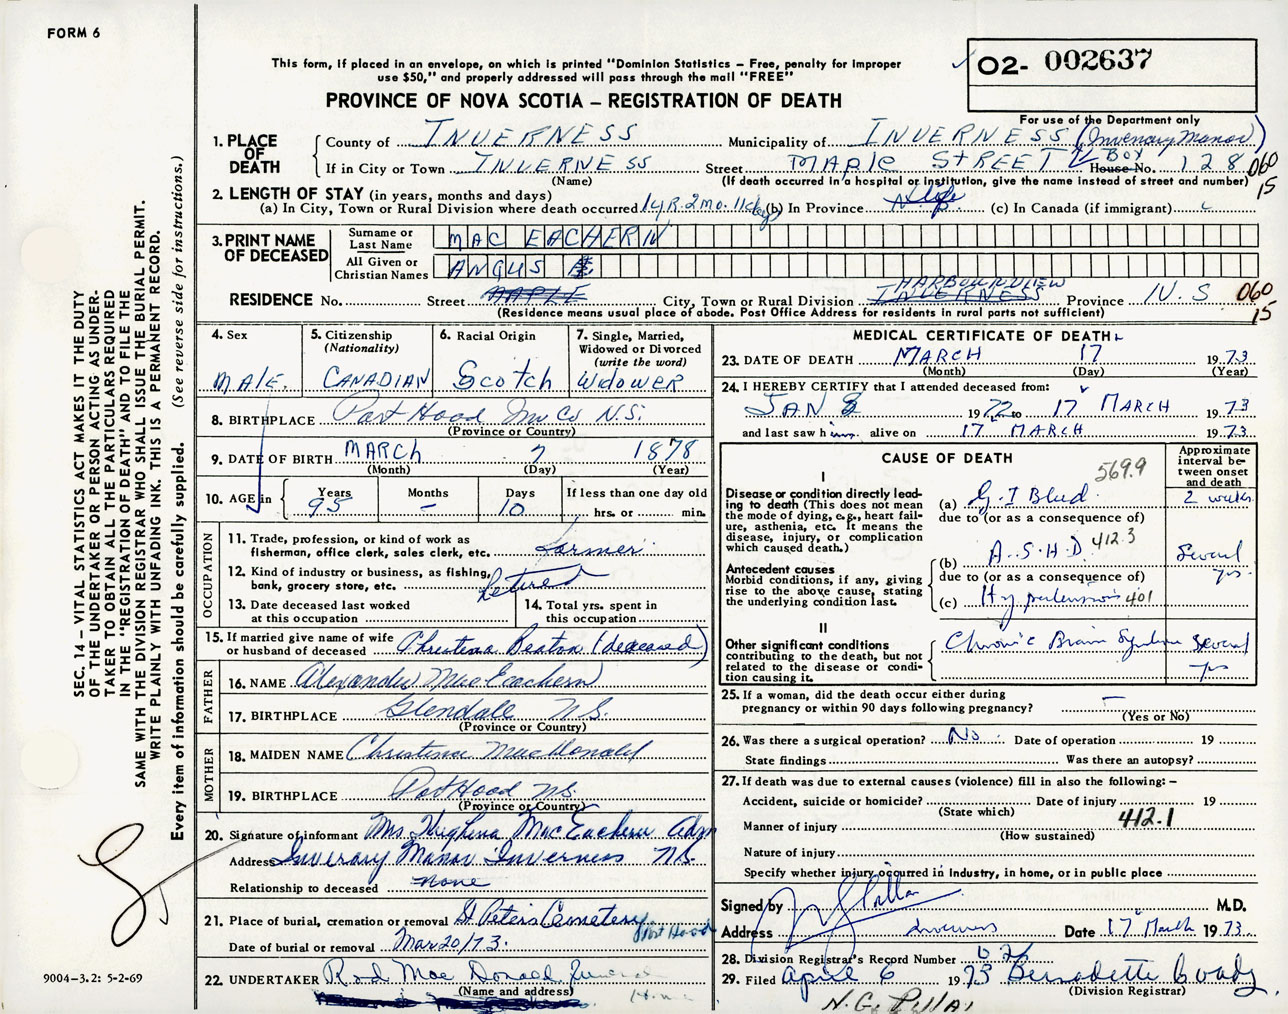 FORM 6
This form, if placed in an envelope, on which is printed "Dominion Statistics – Free, penalty for improper
use $50," and properly addressed will pass through the mail "FREE"
O2- 002637
PROVINCE OF NOVA SCOTIA – REGISTRATION OF DEATH
For use of the Department only
1. PLACE OF DEATH
County of INVERNESS Municipality of INVERNESS (Inverary Manor)
If in City or Town INVERNESS Street MAPLE STREET BOX House No. 128 060
(Name) (If death occurred in a hospital or institution, give the name instead of street and number) 15
2. LENGTH OF STAY (in years, months and days)
(a) In City, Town or Rural Division where death occurred 1 yR. 2 mo. 11 days (b) In Province Life (c) In Canada (if immigrant)
3. PRINT NAME OF DECEASED
Surname or Last Name MAC EACHERN
All Given or Christian Names ANGUS
RESIDENCE No. Street MAPLE City, Town or Rural Division HARBOURVIEW INVERNESS Province N.S 060
(Residence means usual place of abode. Post Office Address for residents in rural parts not sufficient) 15
4. Sex MALE.
5. Citizenship (Nationality) CANADIAN
6. Racial Origin Scotch
7. Single, Married, Widowed or Divorced (write the word) WIDOWER
8. BIRTHPLACE Port Hood Inv Co N.S.
(Province or Country)
9. DATE OF BIRTH MARCH 7 1878
(Month) (Day) (Year)
10. AGE in Years 95 Months – Days 10 If less than one day old hrs. or min.
OCCUPATION
11. Trade, profession, or kind of work as fisherman, office clerk, sales clerk, etc. Farmer
12. Kind of industry or business, as fishing, bank, grocery store, etc. Retired
13. Date deceased last worked at this occupation
14. Total yrs. spent in this occupation
15. If married give name of wife or husband of deceased Christina Beaton (deceased)
FATHER
16. NAME Alexander MacEachern
17. BIRTHPLACE Glendale N.S.
(Province or Country)
MOTHER
18. MAIDEN NAME Christina MacDonald
19. BIRTHPLACE Port Hood N.S.
(Province or Country)
20. Signature of informant Mrs Hughena MacEachern Adm
Address Inverary Manor Inverness N.S.
Relationship to deceased none
21. Place of burial, cremation or removal St Peters Cemetery Port Hood
Date of burial or removal Mar 20/73.
22. UNDERTAKER Rod Mac Donald Funeral Home
(Name and address)
MEDICAL CERTIFICATE OF DEATH
23. DATE OF DEATH MARCH 17 1973
(Month) (Day) (Year)
24. I HEREBY CERTIFY that I attended deceased from:
JAN 1972 to 17 MARCH 1973
and last saw him alive on 17 MARCH 1973
CAUSE OF DEATH
Approximate interval between onset and death
569.9
I
Disease or condition directly leading to death (This does not mean the mode of dying, e.g., heart failure, asthenia, etc. It means the disease, injury, or complication which caused death.)
(a) G.I Bleed 2 weeks
due to (or as a consequence of)
Antecedent causes
Morbid conditions, if any, giving rise to the above cause, stating the underlying condition last.
(b) A.S.H.D 412.3 Several yrs
due to (or as a consequence of)
(c) Hypertension 401
II
Other significant conditions
contributing to the death, but not related to the disease or condition causing it.
Chronic Brain Syndrome Several yrs
25. If a woman, did the death occur either during pregnancy or within 90 days following pregnancy? –
(Yes or No)
26. Was there a surgical operation? No Date of operation 19
State findings Was there an autopsy?
27. If death was due to external causes (violence) fill in also the following: –
Accident, suicide or homicide? Date of injury 19
(State which)
Manner of injury 412.1
(How sustained)
Nature of injury
Specify whether injury occurred in industry, in home, or in public place
Signed by N G Pillai M.D.
Address Inverness Date 17 March 1973.
28. Division Registrar's Record Number 026
29. Filed April 6 1973 Bernadette Coady
(Division Registrar)
N.G. Pillai
SEC. 14 – VITAL STATISTICS ACT MAKES IT THE DUTY
OF THE UNDERTAKER OR PERSON ACTING AS UNDER-
TAKER TO OBTAIN ALL THE PARTICULARS REQUIRED
IN THE "REGISTRATION OF DEATH" AND TO FILE THE
SAME WITH THE DIVISION REGISTRAR WHO SHALL ISSUE THE BURIAL PERMIT.
WRITE PLAINLY WITH UNFADING INK. THIS IS A PERMANENT RECORD.
Every item of information should be carefully supplied. (See reverse side for instructions.)
9004-3.2: 5-2-69